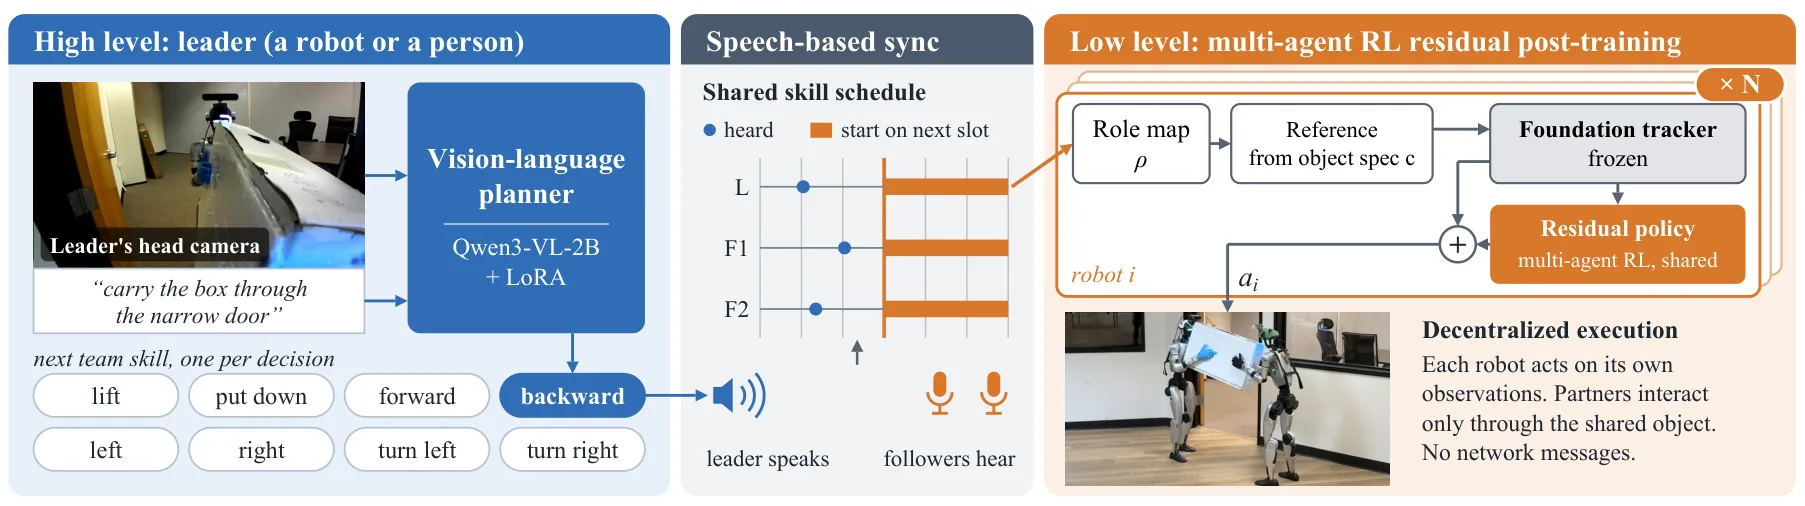 High level: leader (a robot or a person)
Leader's head camera
“carry the box through
the narrow door”
Vision-language
planner
Qwen3-VL-2B
+ LoRA
next team skill, one per decision
lift
put down
forward
backward
left
right
turn left
turn right
Speech-based sync
Shared skill schedule
heard
start on next slot
L
F1
F2
leader speaks
followers hear
Low level: multi-agent RL residual post-training
× N
Role map
ρ
Reference
from object spec c
Foundation tracker
frozen
Residual policy
multi-agent RL, shared
+
robot i
aᵢ
Decentralized execution
Each robot acts on its own
observations. Partners interact
only through the shared object.
No network messages.